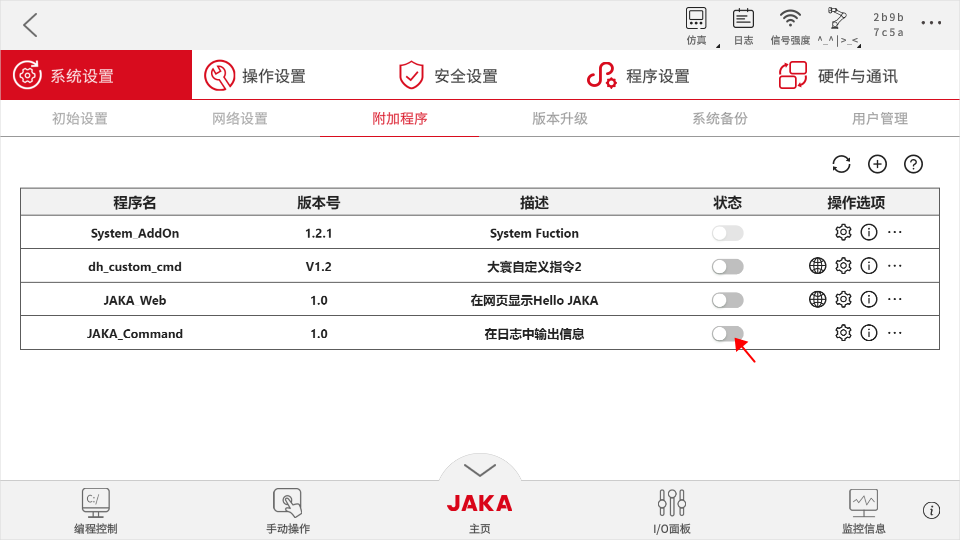 2b9b
7c5a
仿真
日志
信号强度
^_^|>_<
系统设置
操作设置
安全设置
程序设置
硬件与通讯
初始设置
网络设置
附加程序
版本升级
系统备份
用户管理
程序名 版本号 描述 状态 操作选项
System_AddOn 1.2.1 System Fuction
dh_custom_cmd V1.2 大寰自定义指令2
JAKA_Web 1.0 在网页显示Hello JAKA
JAKA_Command 1.0 在日志中输出信息
C:/
编程控制
手动操作
JAKA
主页
I/O面板
监控信息